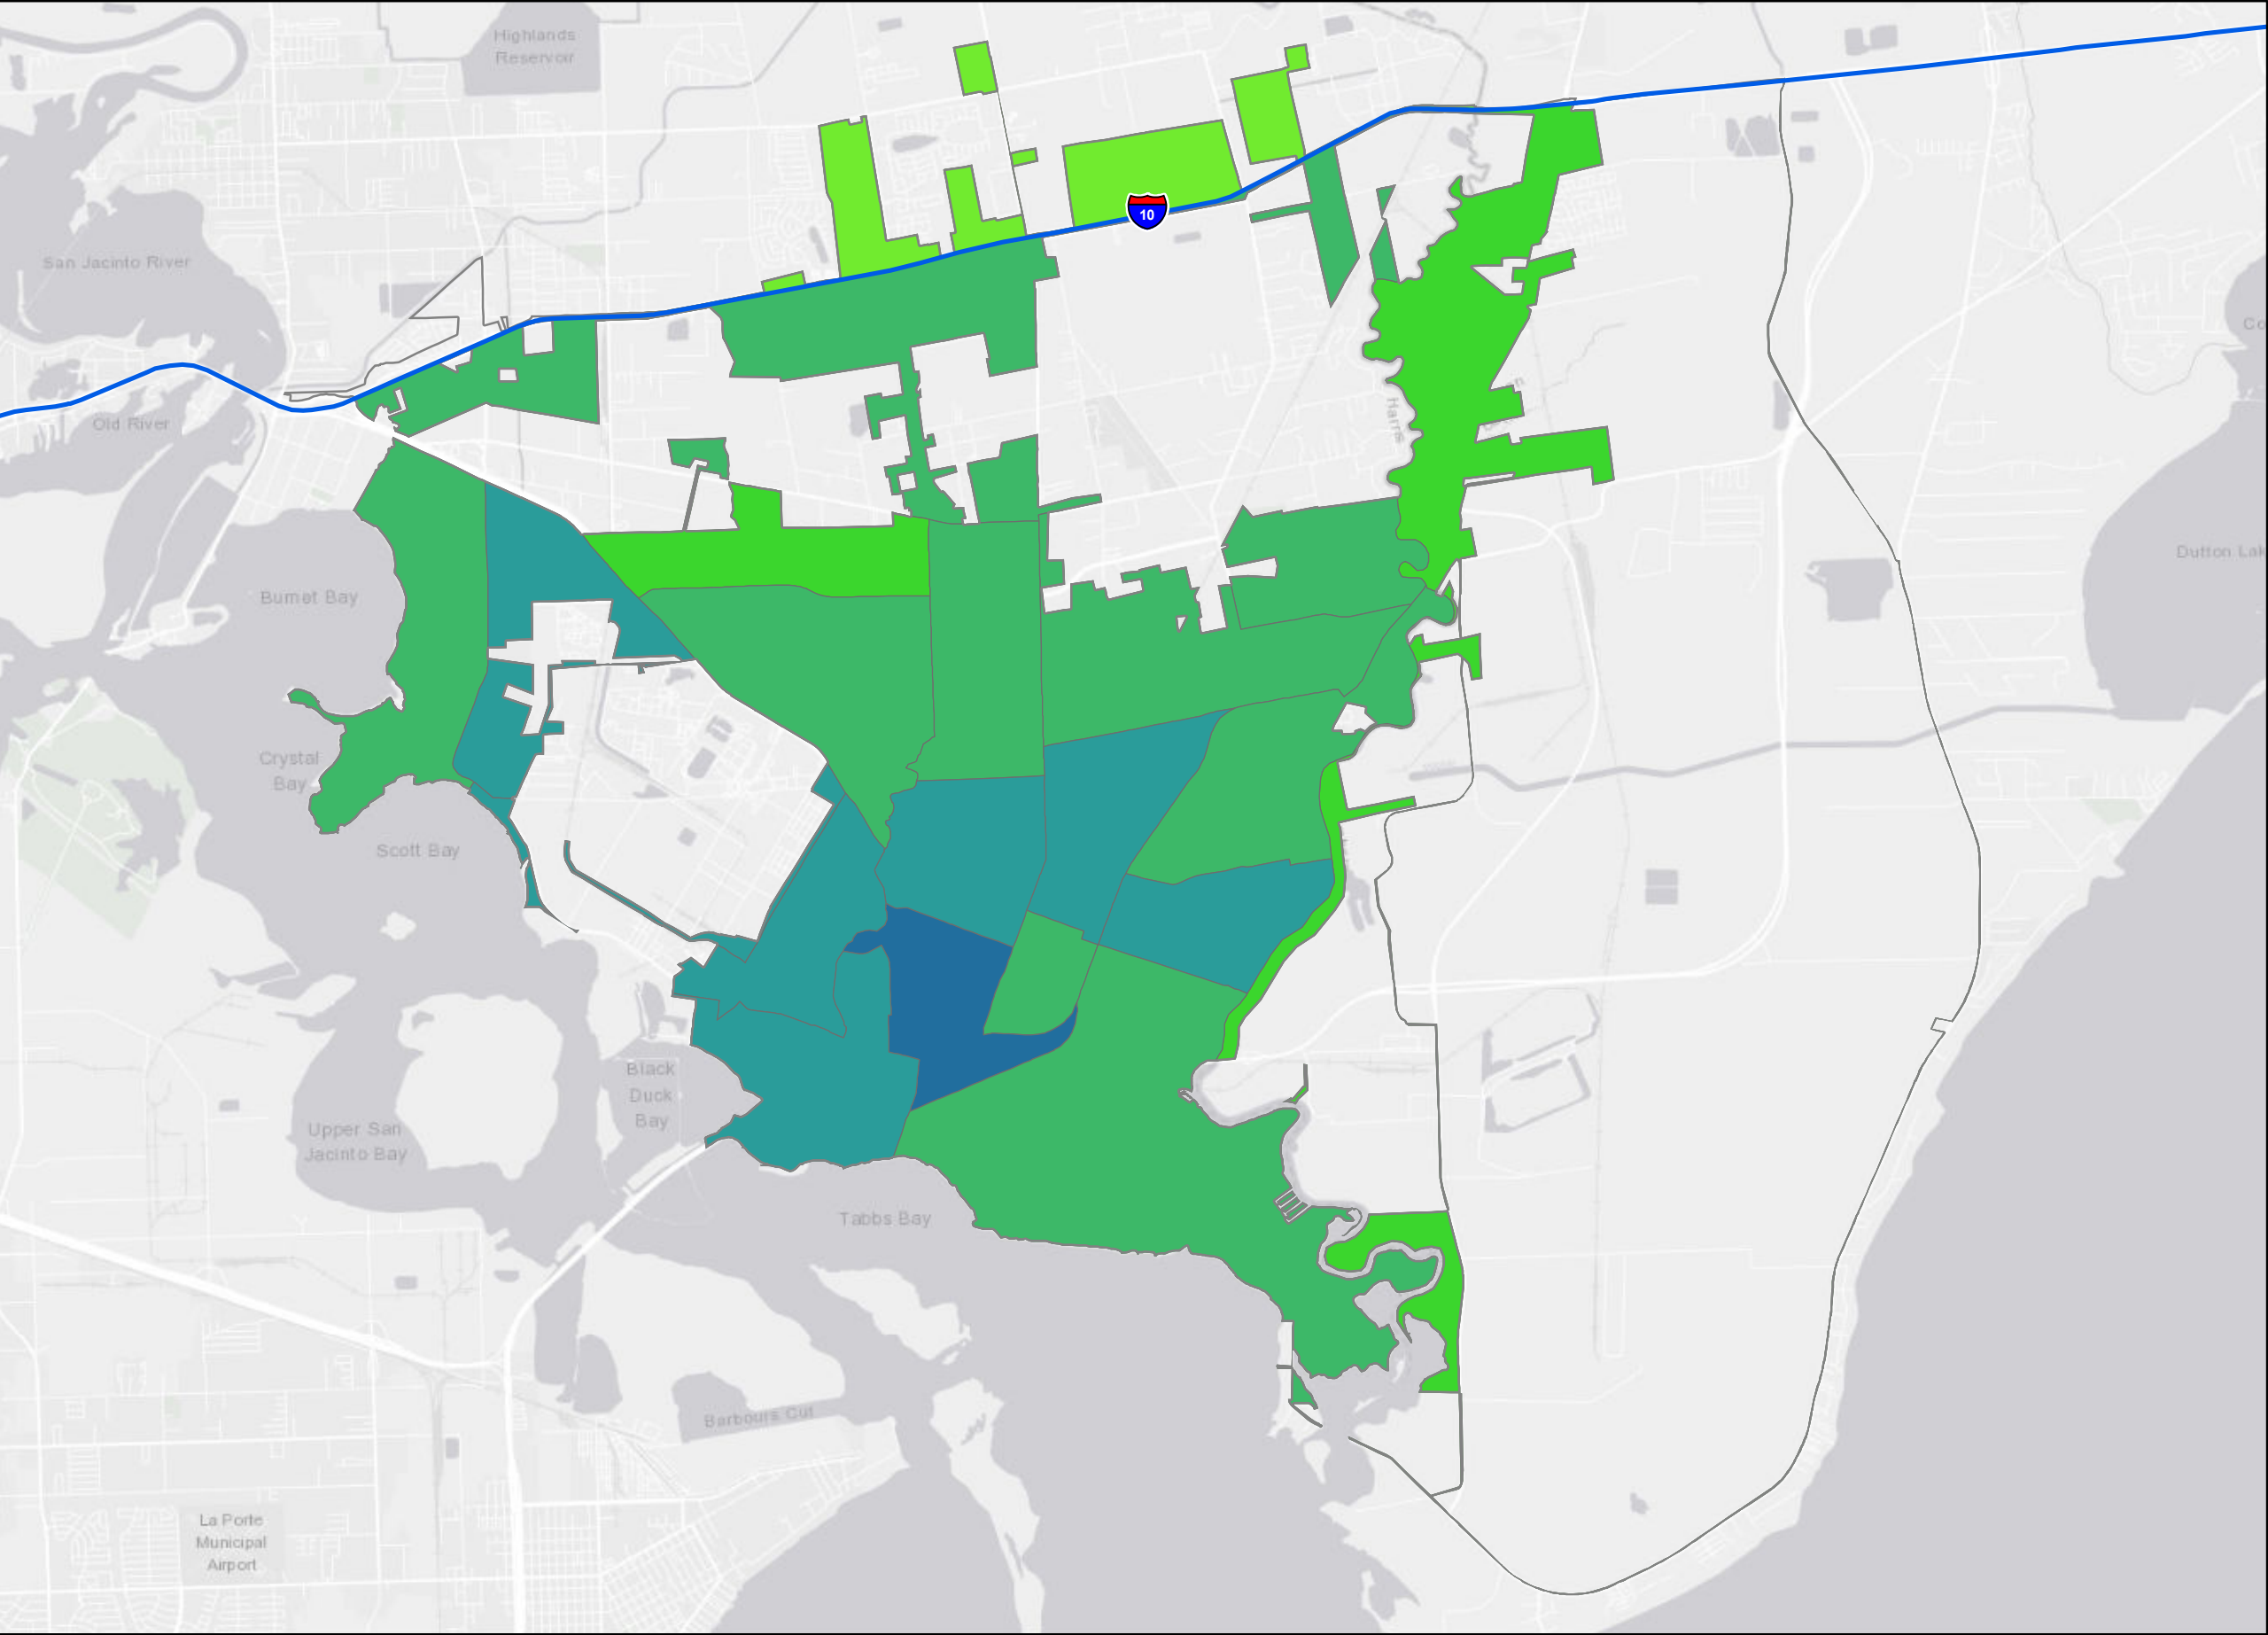 Highlands
Reservoir
10
San Jacinto River
Old River
Harris
Dutton Lak
Burnet Bay
Crystal
Bay
Scott Bay
Black
Duck
Bay
Upper San
Jacinto Bay
Tabbs Bay
Barbours Cut
La Porte
Municipal
Airport